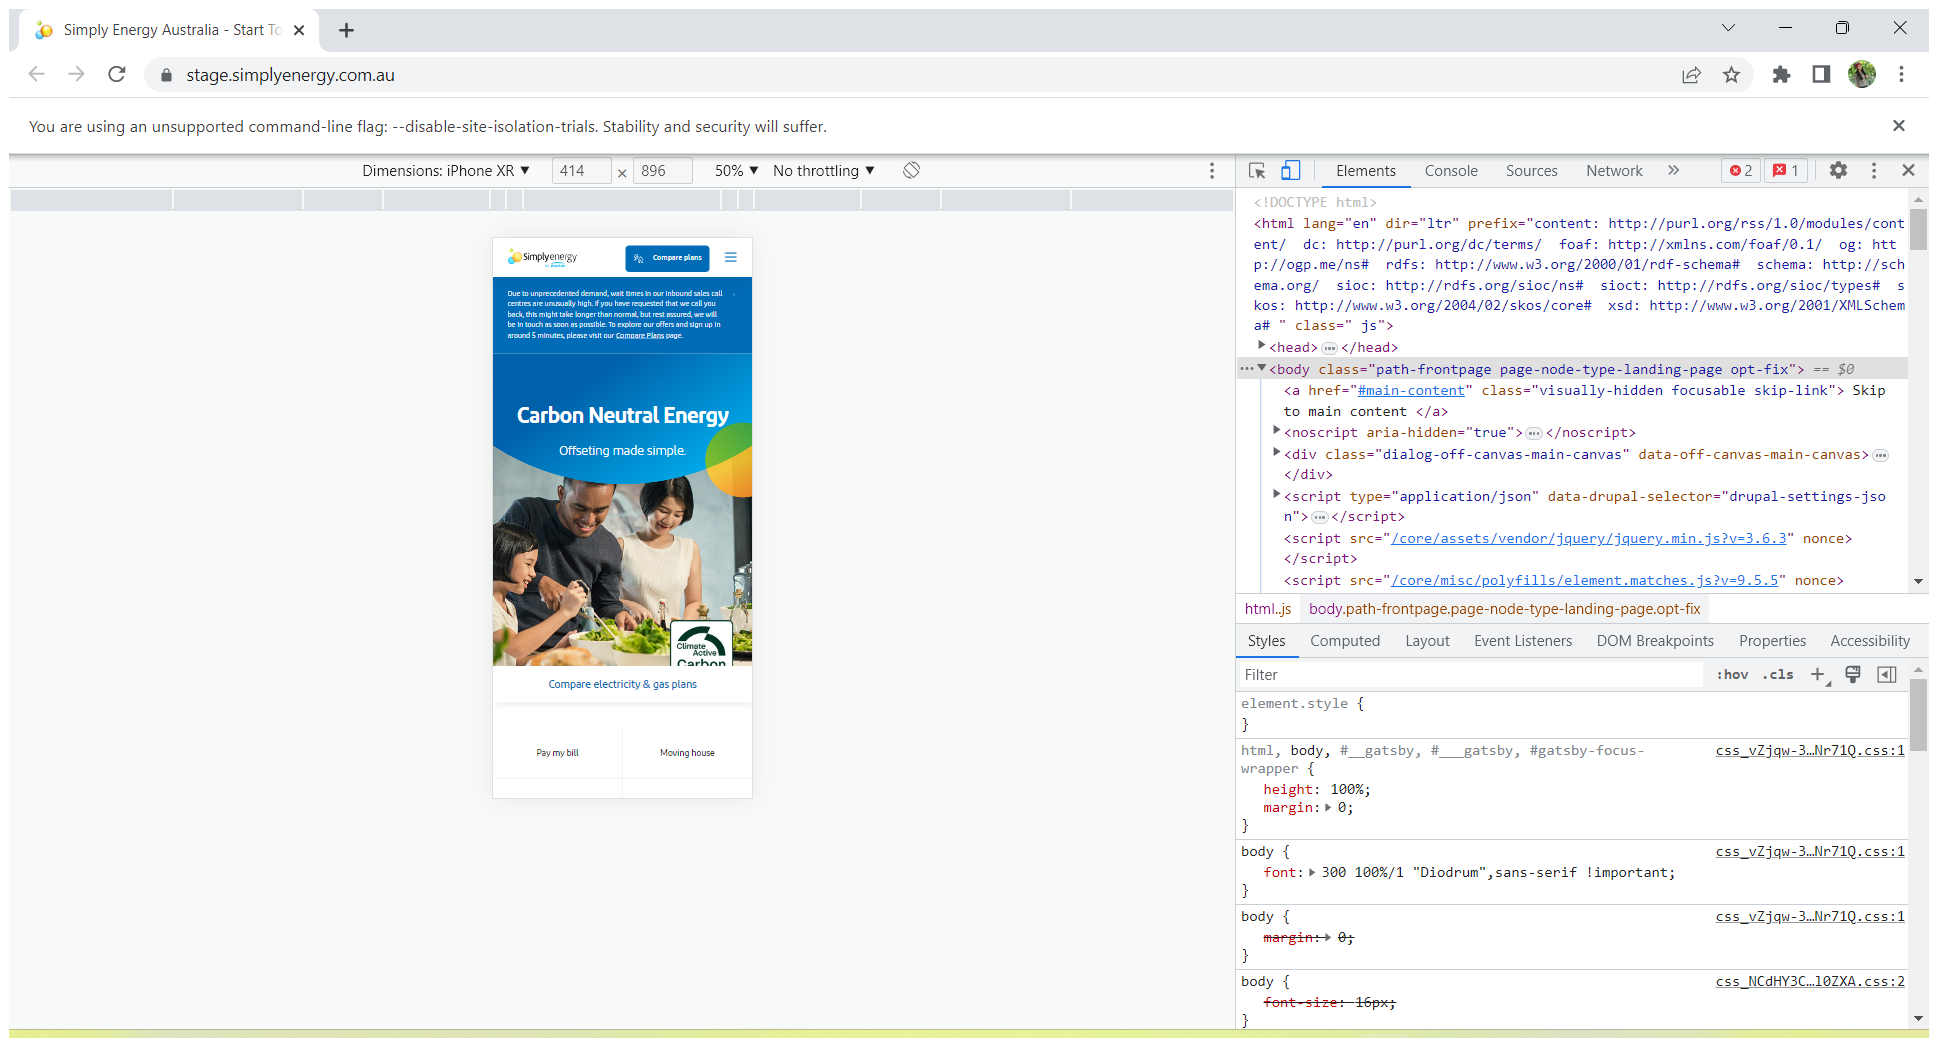 Simply Energy Australia - Start To
stage.simplyenergy.com.au
You are using an unsupported command-line flag: --disable-site-isolation-trials. Stability and security will suffer.
Dimensions: iPhone XR ▼ 414 × 896 50% ▼ No throttling ▼
Simplyenergy
Compare plans
Due to unprecedented demand, wait times in our inbound sales call
centres are unusually high. If you have requested that we call you
back, this might take longer than normal, but rest assured, we will
be in touch as soon as possible. To explore our offers and sign up in
around 5 minutes, please visit our Compare Plans page.
Carbon Neutral Energy
Offseting made simple.
Climate
Active
Carbon
Compare electricity & gas plans
Pay my bill Moving house
Elements Console Sources Network » 2 1
<!DOCTYPE html>
<html lang="en" dir="ltr" prefix="content: http://purl.org/rss/1.0/modules/cont
ent/  dc: http://purl.org/dc/terms/  foaf: http://xmlns.com/foaf/0.1/  og: htt
p://ogp.me/ns#  rdfs: http://www.w3.org/2000/01/rdf-schema#  schema: http://sch
ema.org/  sioc: http://rdfs.org/sioc/ns#  sioct: http://rdfs.org/sioc/types#  s
kos: http://www.w3.org/2004/02/skos/core#  xsd: http://www.w3.org/2001/XMLSchem
a# " class=" js">
<head>…</head>
…<body class="path-frontpage page-node-type-landing-page opt-fix"> == $0
<a href="#main-content" class="visually-hidden focusable skip-link"> Skip
to main content </a>
<noscript aria-hidden="true">…</noscript>
<div class="dialog-off-canvas-main-canvas" data-off-canvas-main-canvas>…
</div>
<script type="application/json" data-drupal-selector="drupal-settings-jso
n">…</script>
<script src="/core/assets/vendor/jquery/jquery.min.js?v=3.6.3" nonce>
</script>
<script src="/core/misc/polyfills/element.matches.js?v=9.5.5" nonce>
html..js body.path-frontpage.page-node-type-landing-page.opt-fix
Styles Computed Layout Event Listeners DOM Breakpoints Properties Accessibility
Filter :hov .cls +
element.style {
}
html, body, #__gatsby, #___gatsby, #gatsby-focus- css_vZjqw-3…Nr71Q.css:1
wrapper {
height: 100%;
margin: 0;
}
body { css_vZjqw-3…Nr71Q.css:1
font: 300 100%/1 "Diodrum",sans-serif !important;
}
body { css_vZjqw-3…Nr71Q.css:1
margin: 0;
}
body { css_NCdHY3C…l0ZXA.css:2
font-size: 16px;
}